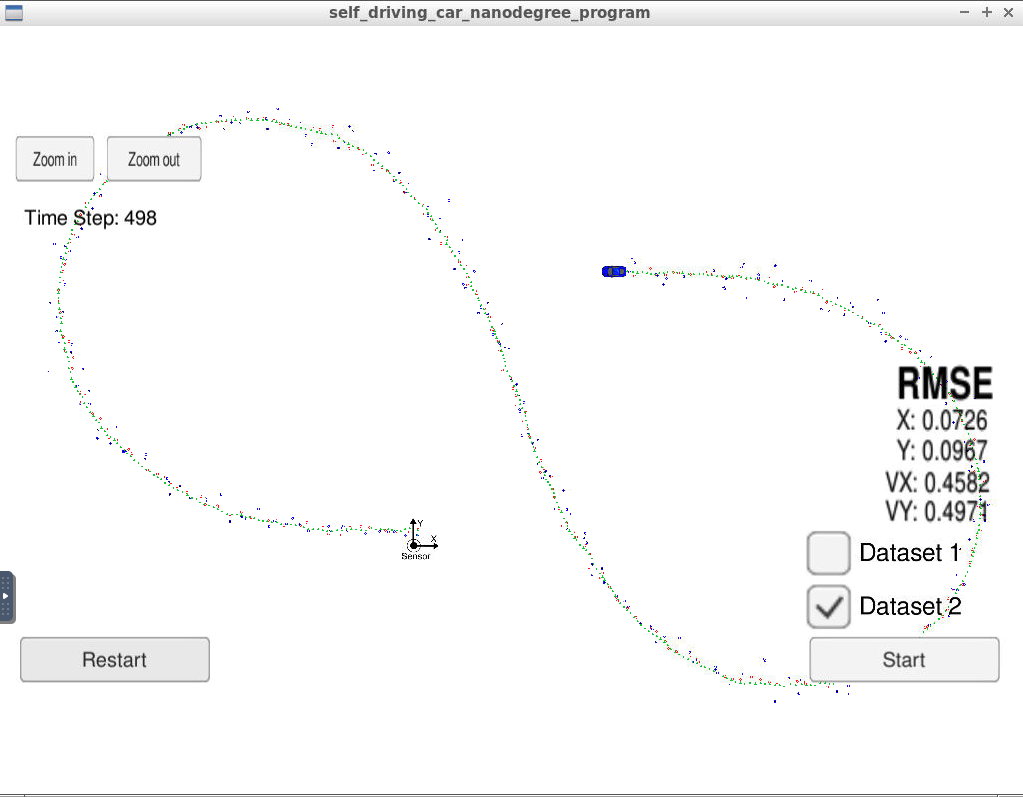 self_driving_car_nanodegree_program
Zoom in
Zoom out
Time Step: 498
RMSE
X: 0.0726
Y: 0.0967
VX: 0.4582
VY: 0.4971
Y
X
Sensor
Dataset 1
Dataset 2
Restart
Start